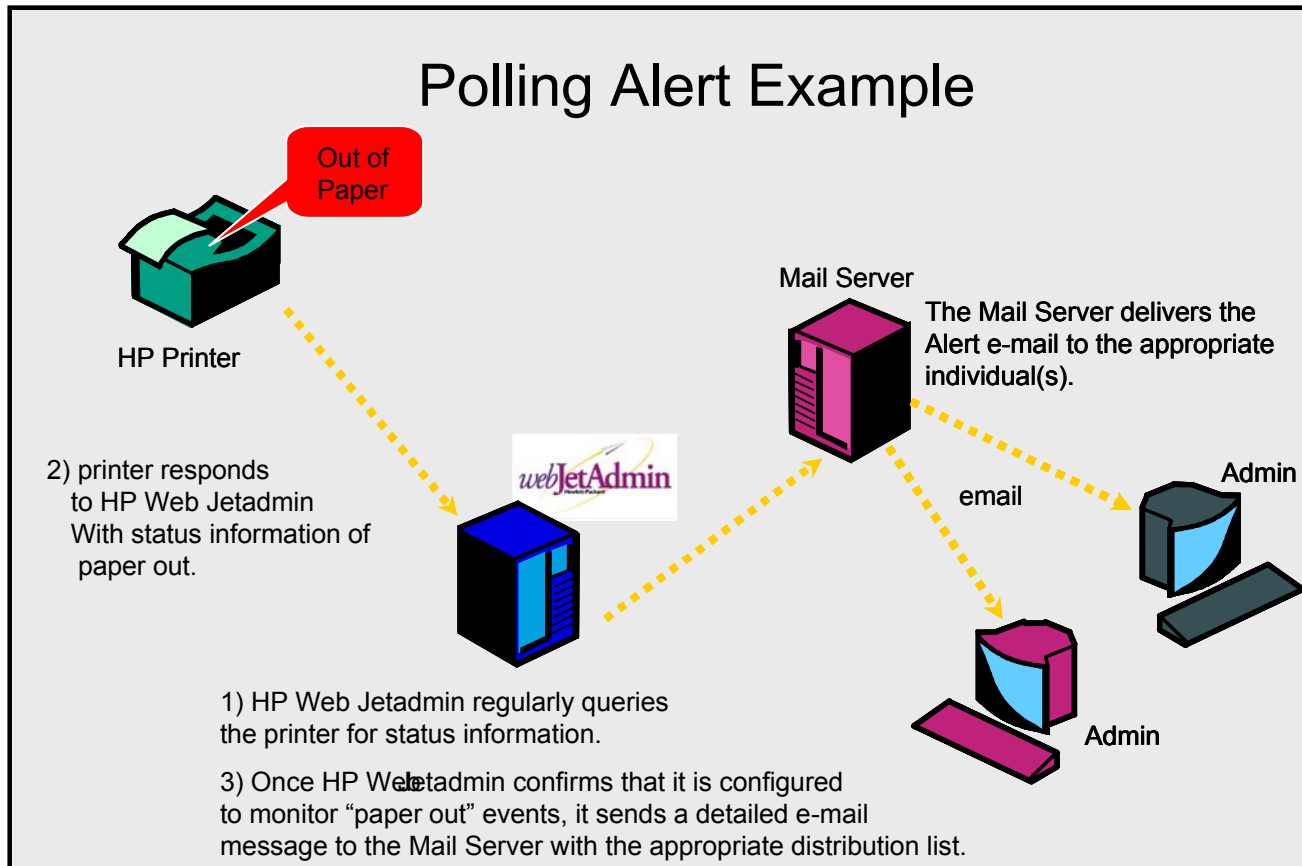 Polling Alert Example
Out of
Paper
HP Printer
Mail Server
The Mail Server delivers the
Alert e-mail to the appropriate
individual(s).
2) printer responds
to HP Web Jetadmin
With status information of
paper out.
webJetAdmin
Hewlett Packard
email
Admin
Admin
1) HP Web Jetadmin regularly queries
the printer for status information.
3) Once HP Web Jetadmin confirms that it is configured
to monitor “paper out” events, it sends a detailed e-mail
message to the Mail Server with the appropriate distribution list.